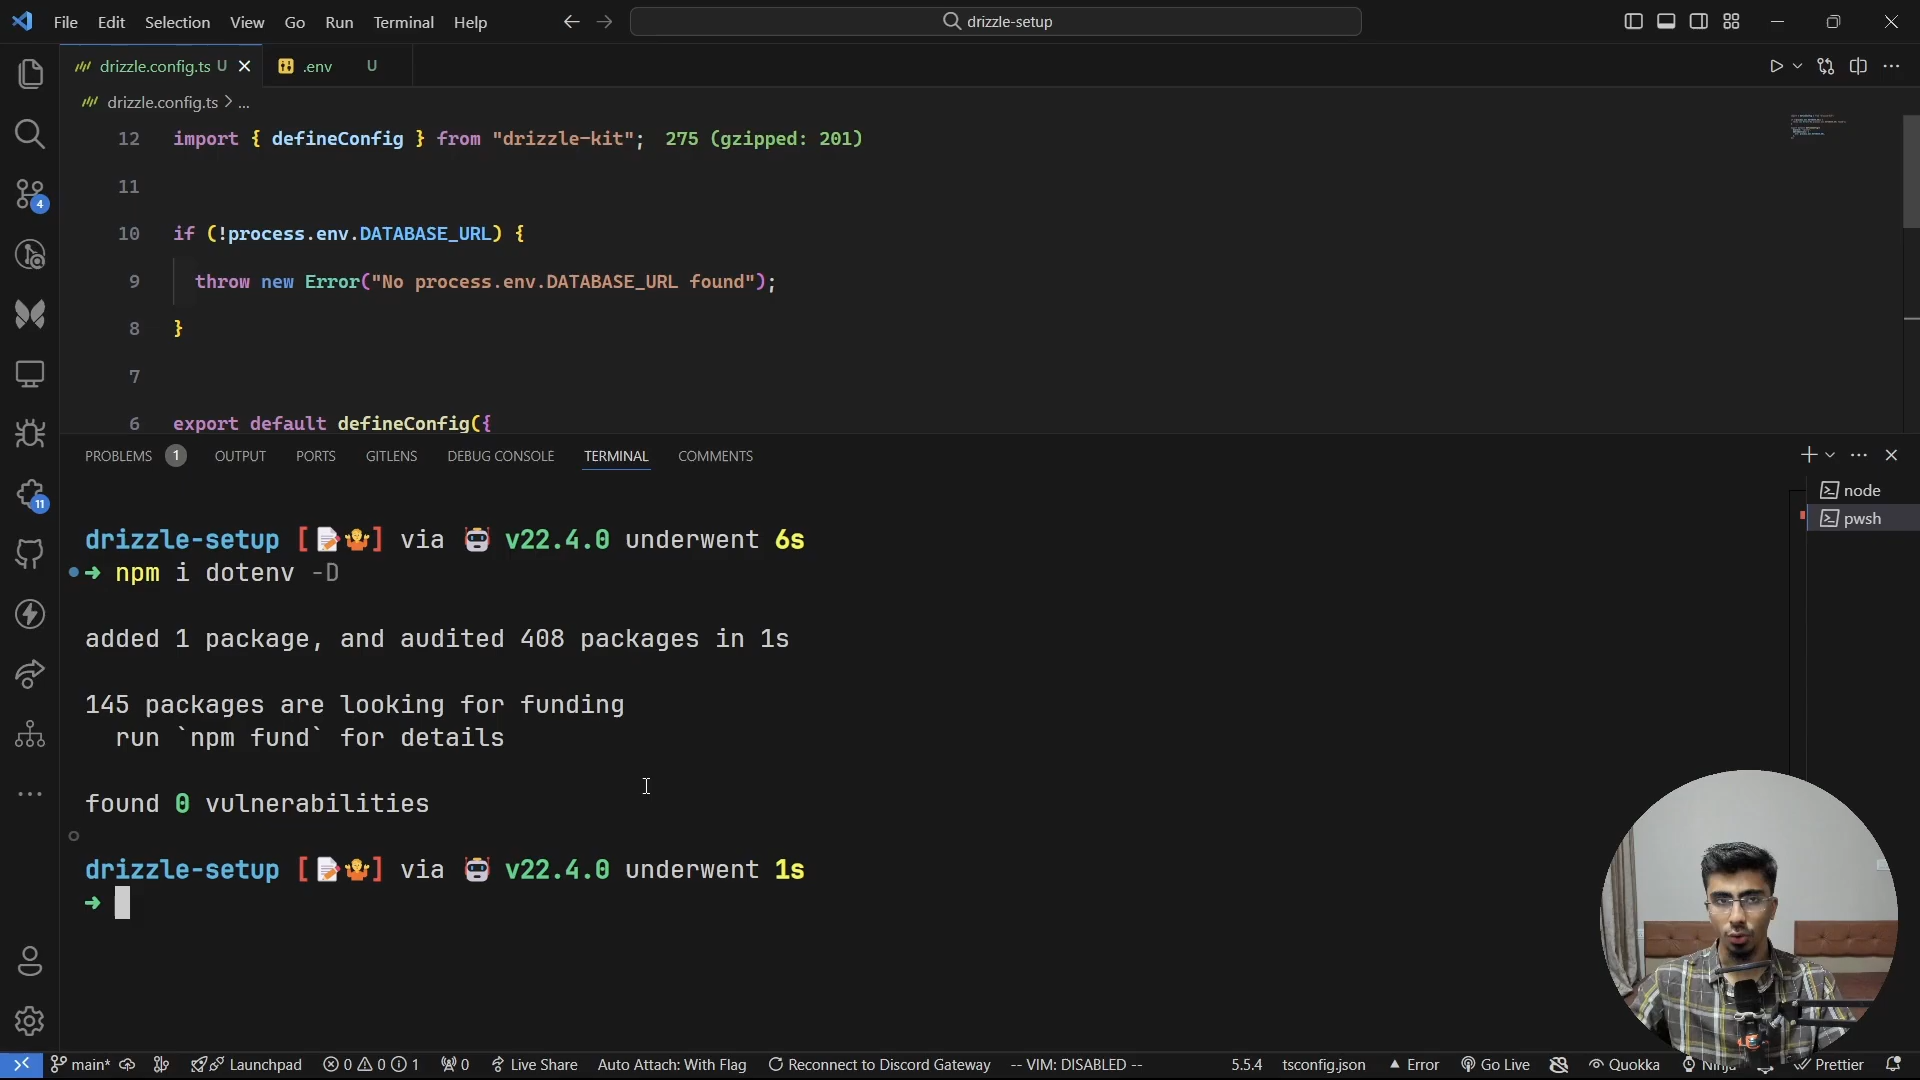 File Edit Selection View Go Run Terminal Help
drizzle-setup
drizzle.config.ts U
.env U
drizzle.config.ts > ...
12 import { defineConfig } from "drizzle-kit"; 275 (gzipped: 201)
11
10 if (!process.env.DATABASE_URL) {
9 throw new Error("No process.env.DATABASE_URL found");
8 }
7
6 export default defineConfig({
4
11
PROBLEMS 1 OUTPUT PORTS GITLENS DEBUG CONSOLE TERMINAL COMMENTS
node
pwsh
drizzle-setup [📝🤷] via 🤖 v22.4.0 underwent 6s
➜ npm i dotenv -D
added 1 package, and audited 408 packages in 1s
145 packages are looking for funding
run `npm fund` for details
found 0 vulnerabilities
drizzle-setup [📝🤷] via 🤖 v22.4.0 underwent 1s
➜
main* Launchpad 0 0 1 0 Live Share Auto Attach: With Flag Reconnect to Discord Gateway -- VIM: DISABLED -- 5.5.4 tsconfig.json Error Go Live Quokka Prettier